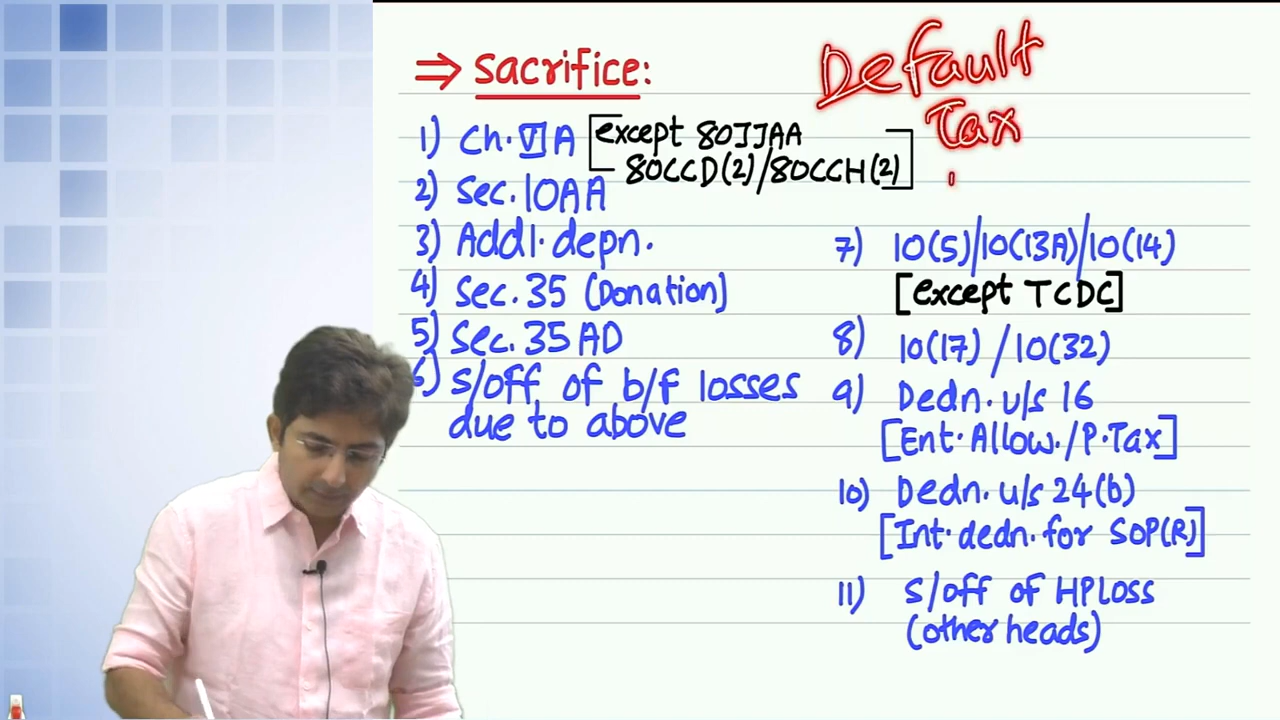 ⇒ Sacrifice:
Default
Tax
1) Ch. VI A [except 80JJAA
80CCD(2)/80CCH(2)]
2) Sec. 10AA
3) Addl. depn.
4) Sec. 35 (Donation]
5) Sec. 35 AD
6) S/off of b/f losses
due to above
7) 10(5)/10(13A)/10(14)
[except TCDC]
8) 10(17) / 10(32)
9) Dedn. u/s 16
[Ent. Allow./P.Tax]
10) Dedn. u/s 24(b)
[Int. dedn. for SOP(R)]
11) S/off of HP LOSS
(other heads)